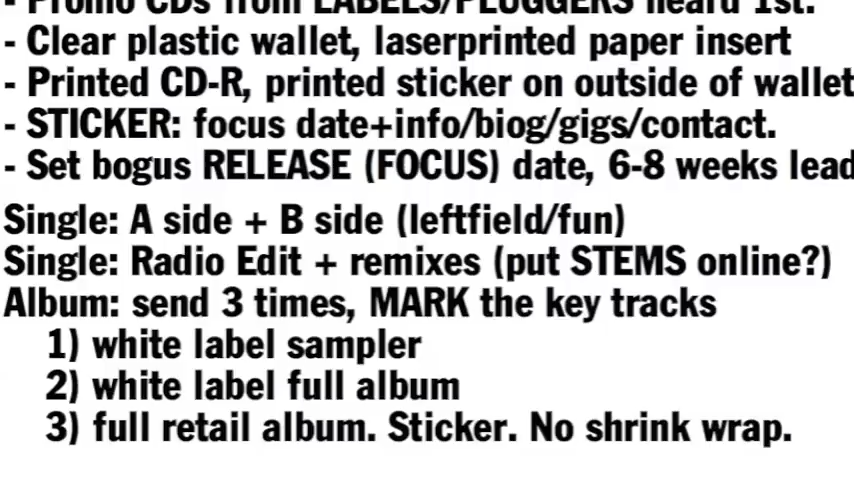 - Promo CDs from LABELS/PLUGGERS heard 1st.
- Clear plastic wallet, laserprinted paper insert
- Printed CD-R, printed sticker on outside of wallet
- STICKER: focus date+info/biog/gigs/contact.
- Set bogus RELEASE (FOCUS) date, 6-8 weeks lead
Single: A side + B side (leftfield/fun)
Single: Radio Edit + remixes (put STEMS online?)
Album: send 3 times, MARK the key tracks
1) white label sampler
2) white label full album
3) full retail album. Sticker. No shrink wrap.